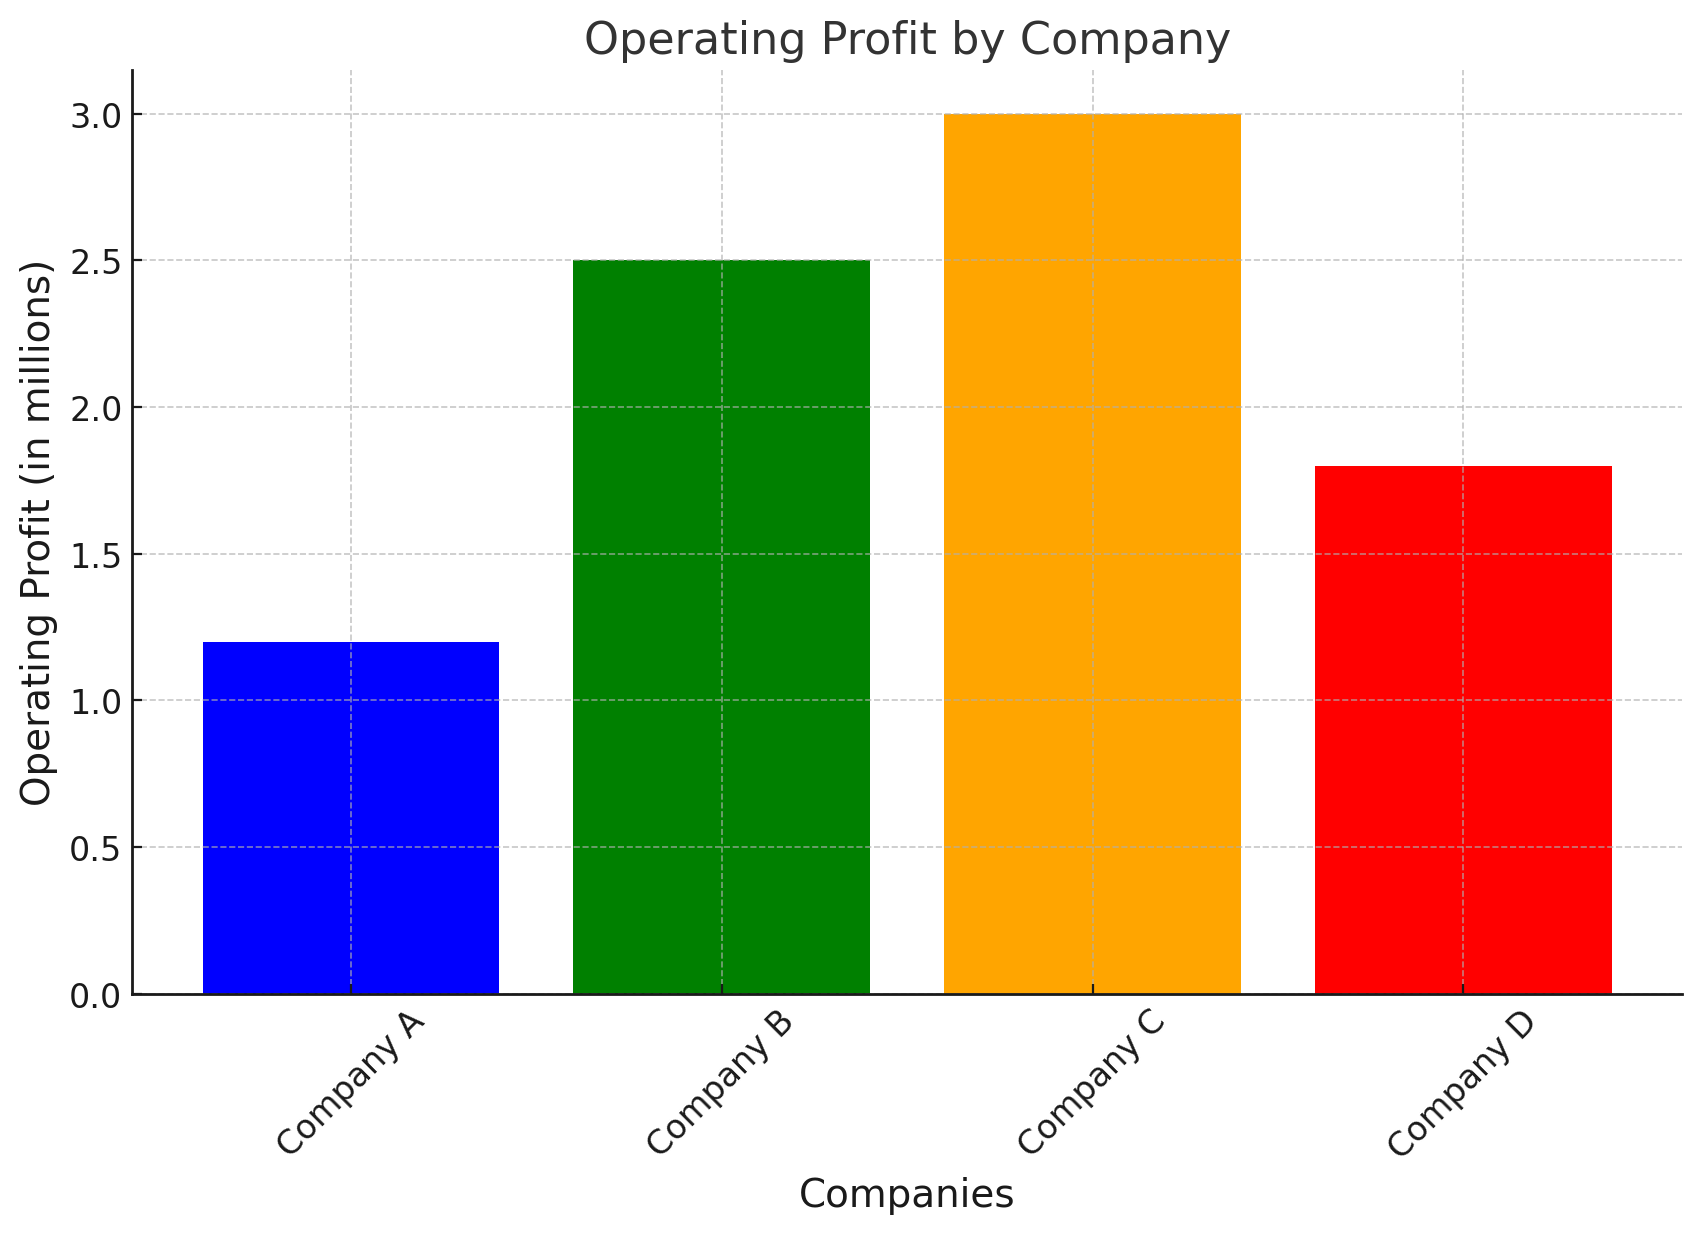 Operating Profit by Company
Operating Profit (in millions)
3.0
2.5
2.0
1.5
1.0
0.5
0.0
Company A
Company B
Company C
Company D
Companies